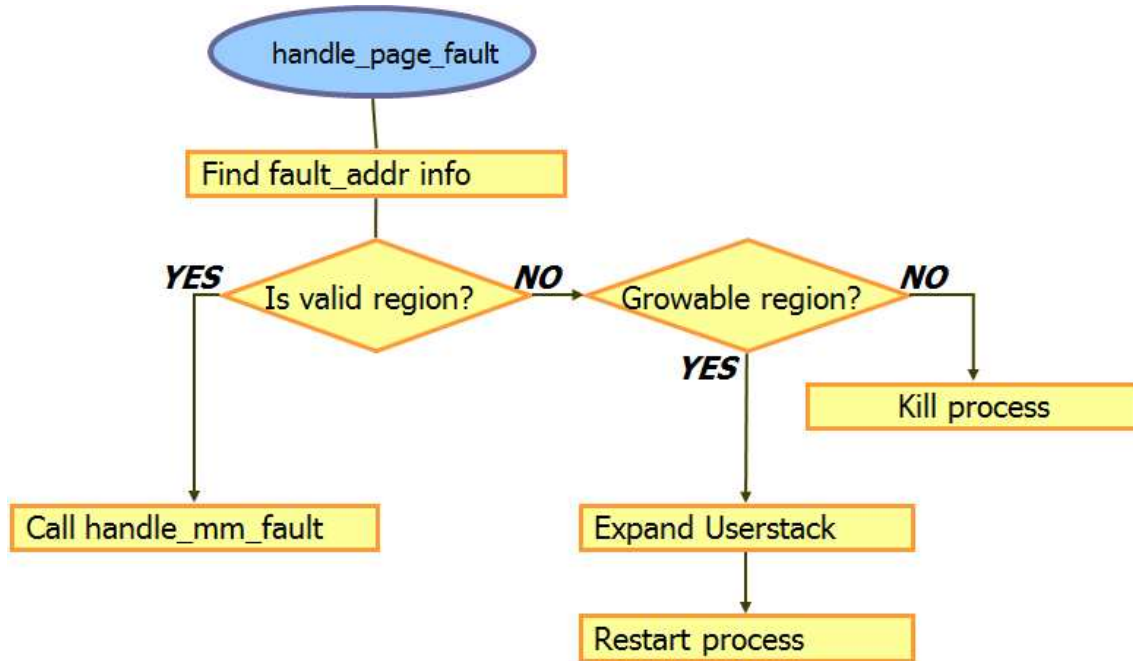 handle_page_fault
Find fault_addr info
YES
Is valid region?
NO
Growable region?
NO
YES
Kill process
Call handle_mm_fault
Expand Userstack
Restart process